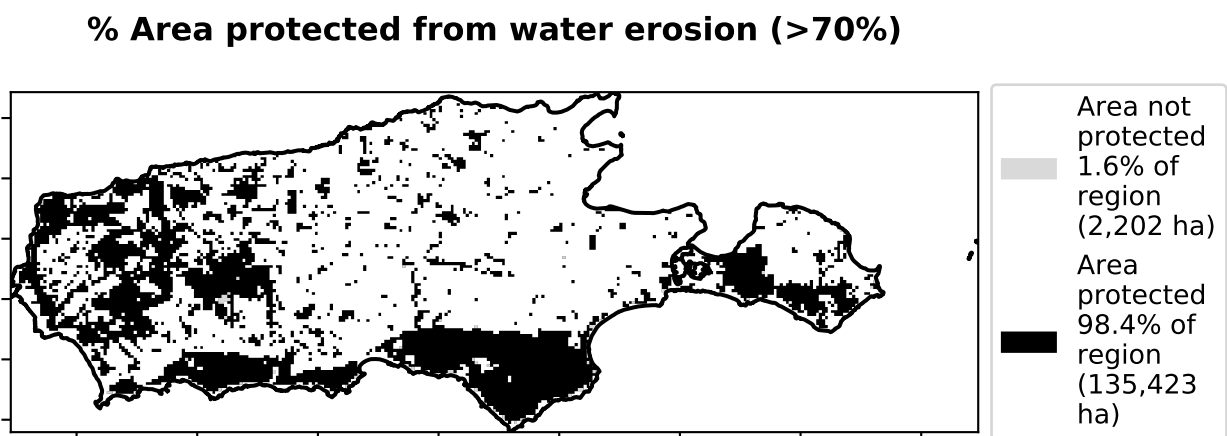 % Area protected from water erosion (>70%)
Area not
protected
1.6% of
region
(2,202 ha)
Area
protected
98.4% of
region
(135,423
ha)